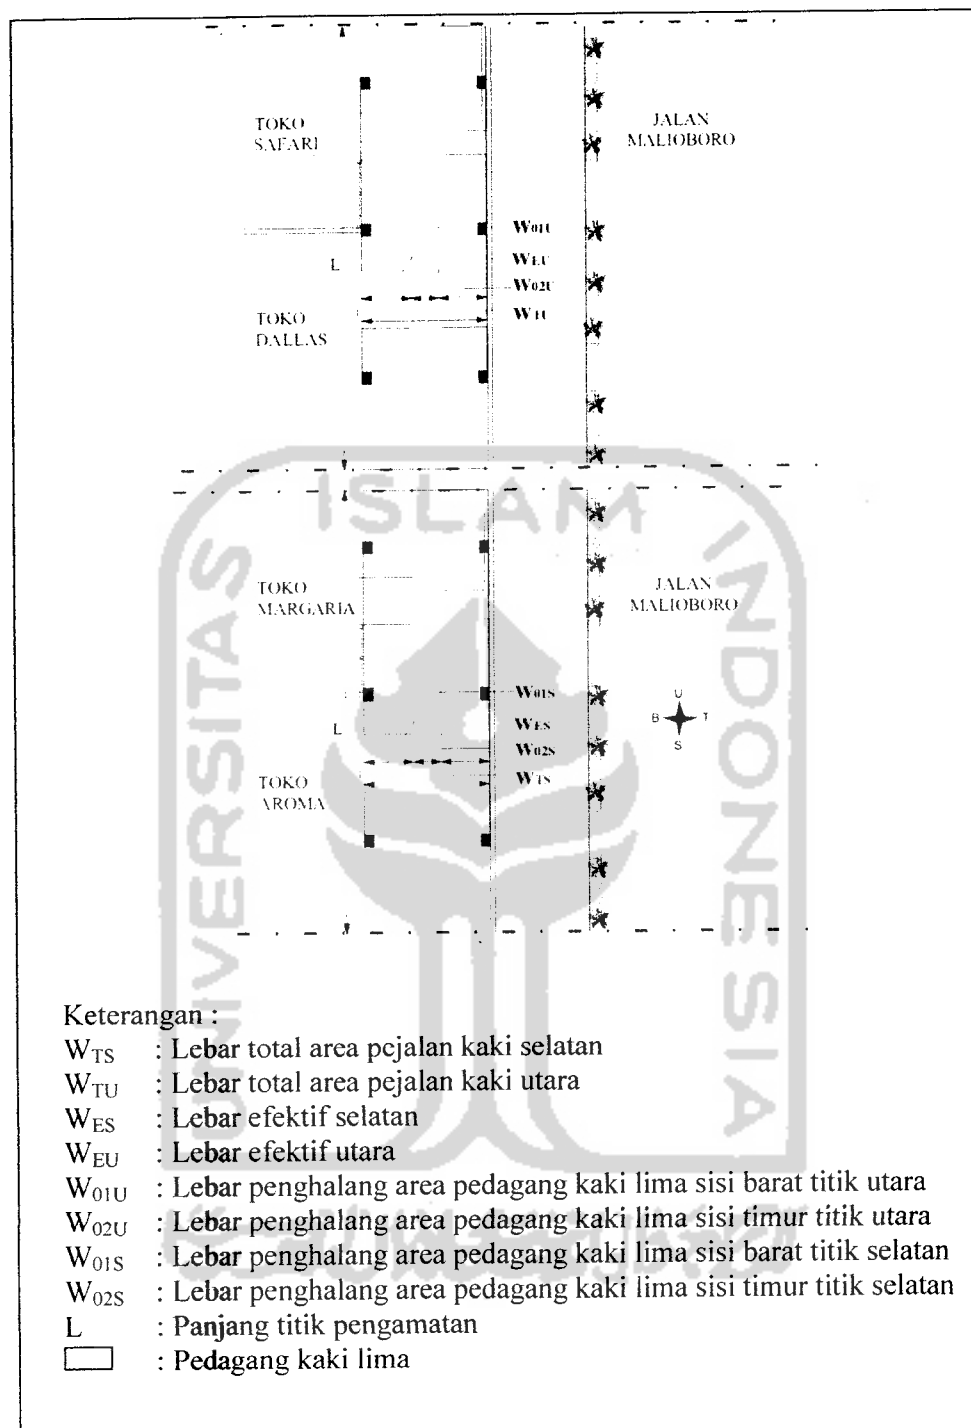 TOKO
SAFARI
JALAN
MALIOBORO
W01U
WEU
L
W02U
WTU
TOKO
DALLAS
ISLAM
UNIVERSITAS
INDONESIA
TOKO
MARGARIA
JALAN
MALIOBORO
W01S
U
B T
S
WES
L
W02S
WTS
TOKO
AROMA
Keterangan :
WTS : Lebar total area pejalan kaki selatan
WTU : Lebar total area pejalan kaki utara
WES : Lebar efektif selatan
WEU : Lebar efektif utara
W01U : Lebar penghalang area pedagang kaki lima sisi barat titik utara
W02U : Lebar penghalang area pedagang kaki lima sisi timur titik utara
W01S : Lebar penghalang area pedagang kaki lima sisi barat titik selatan
W02S : Lebar penghalang area pedagang kaki lima sisi timur titik selatan
L : Panjang titik pengamatan
: Pedagang kaki lima